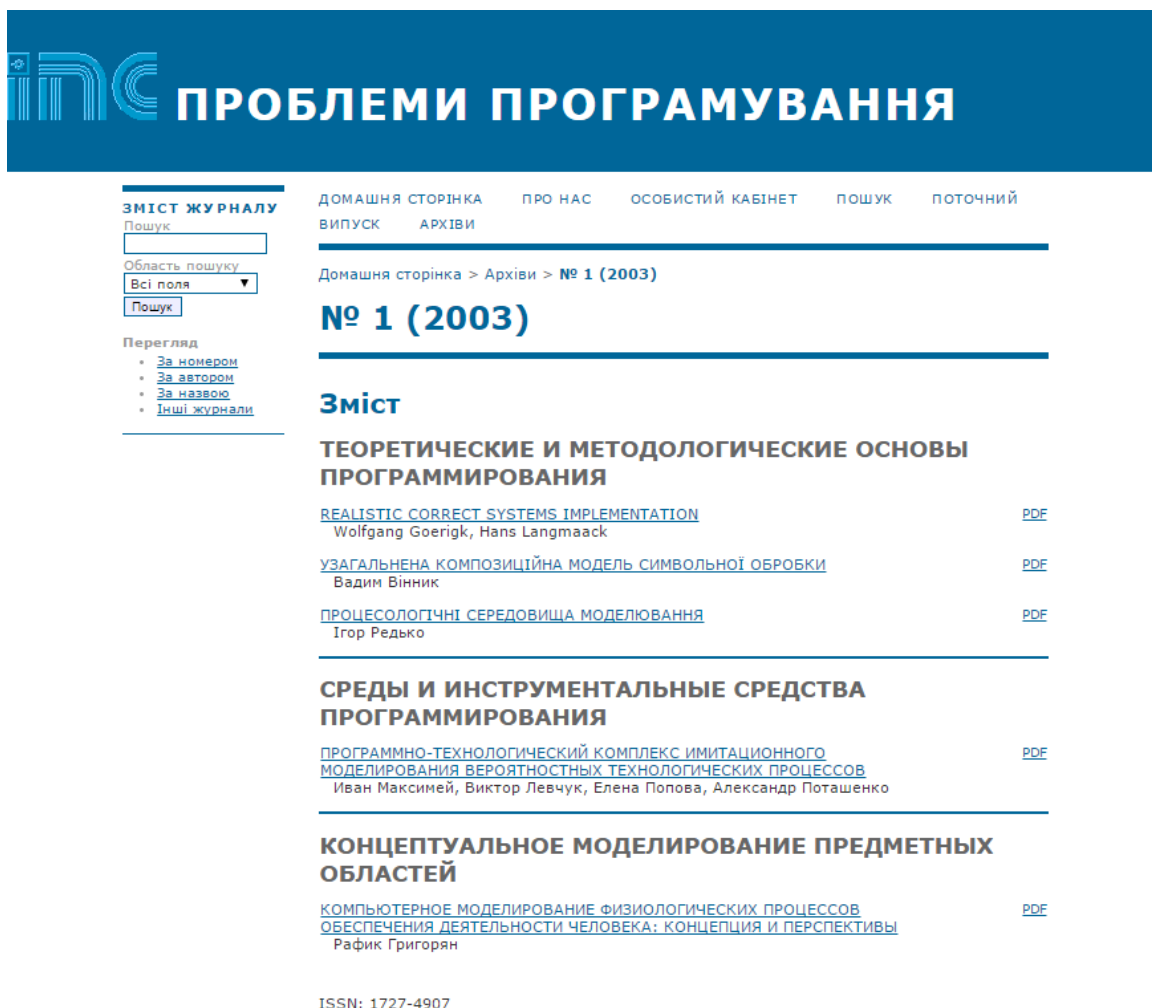 інс ПРОБЛЕМИ ПРОГРАМУВАННЯ
ЗМІСТ ЖУРНАЛУ
Пошук
Область пошуку
Всі поля
Пошук
Перегляд
За номером
За автором
За назвою
Інші журнали
ДОМАШНЯ СТОРІНКА ПРО НАС ОСОБИСТИЙ КАБІНЕТ ПОШУК ПОТОЧНИЙ
ВИПУСК АРХІВИ
Домашня сторінка > Архіви > № 1 (2003)
№ 1 (2003)
Зміст
ТЕОРЕТИЧЕСКИЕ И МЕТОДОЛОГИЧЕСКИЕ ОСНОВЫ
ПРОГРАММИРОВАНИЯ
REALISTIC CORRECT SYSTEMS IMPLEMENTATION PDF
Wolfgang Goerigk, Hans Langmaack
УЗАГАЛЬНЕНА КОМПОЗИЦІЙНА МОДЕЛЬ СИМВОЛЬНОЇ ОБРОБКИ PDF
Вадим Вінник
ПРОЦЕСОЛОГІЧНІ СЕРЕДОВИЩА МОДЕЛЮВАННЯ PDF
Ігор Редько
СРЕДЫ И ИНСТРУМЕНТАЛЬНЫЕ СРЕДСТВА
ПРОГРАММИРОВАНИЯ
ПРОГРАММНО-ТЕХНОЛОГИЧЕСКИЙ КОМПЛЕКС ИМИТАЦИОННОГО PDF
МОДЕЛИРОВАНИЯ ВЕРОЯТНОСТНЫХ ТЕХНОЛОГИЧЕСКИХ ПРОЦЕССОВ
Иван Максимей, Виктор Левчук, Елена Попова, Александр Поташенко
КОНЦЕПТУАЛЬНОЕ МОДЕЛИРОВАНИЕ ПРЕДМЕТНЫХ
ОБЛАСТЕЙ
КОМПЬЮТЕРНОЕ МОДЕЛИРОВАНИЕ ФИЗИОЛОГИЧЕСКИХ ПРОЦЕССОВ PDF
ОБЕСПЕЧЕНИЯ ДЕЯТЕЛЬНОСТИ ЧЕЛОВЕКА: КОНЦЕПЦИЯ И ПЕРСПЕКТИВЫ
Рафик Григорян
ISSN: 1727-4907